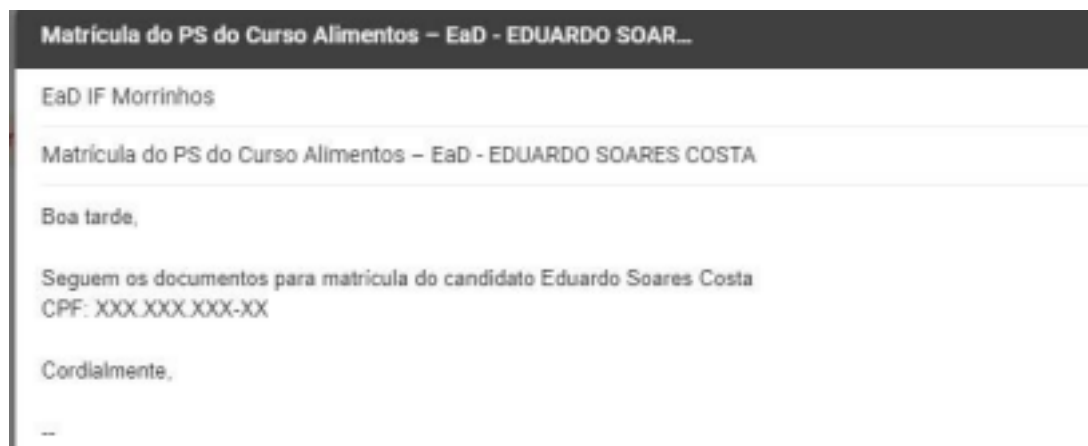 Matrícula do PS do Curso Alimentos – EaD - EDUARDO SOAR...
EaD IF Morrinhos
Matrícula do PS do Curso Alimentos – EaD - EDUARDO SOARES COSTA
Boa tarde,
Seguem os documentos para matrícula do candidato Eduardo Soares Costa
CPF: XXX.XXX.XXX-XX
Cordialmente,
--